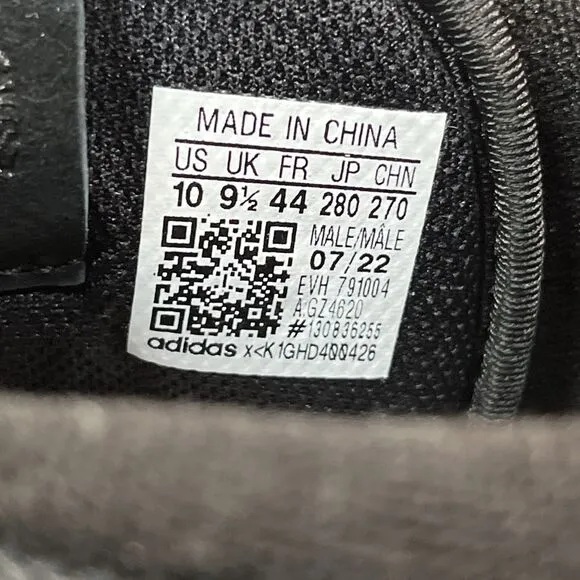 MADE IN CHINA
US UK FR JP CHN
10 9½ 44 280 270
MALE/MÂLE
07/22
EVH 791004
A:GZ4620
#130836255
adidas x<K1GHD400426